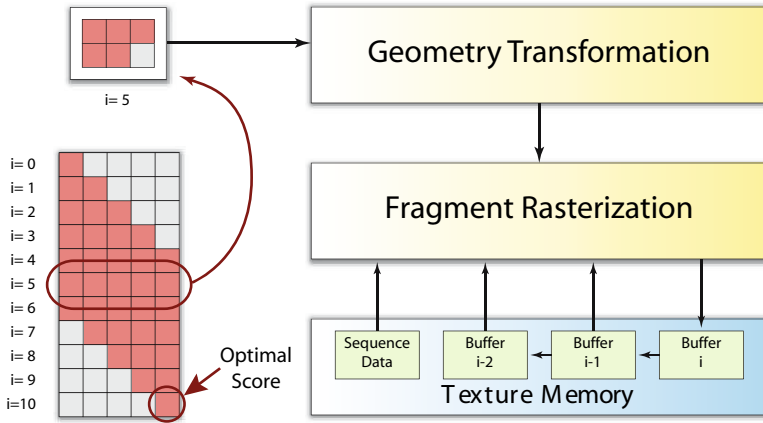 Geometry Transformation
i= 5
i= 0
i= 1
i= 2
i= 3
i= 4
i= 5
i= 6
i= 7
i= 8
i= 9
i=10
Optimal
Score
Fragment Rasterization
Sequence
Data
Buffer
i-2
Buffer
i-1
Buffer
i
Texture Memory